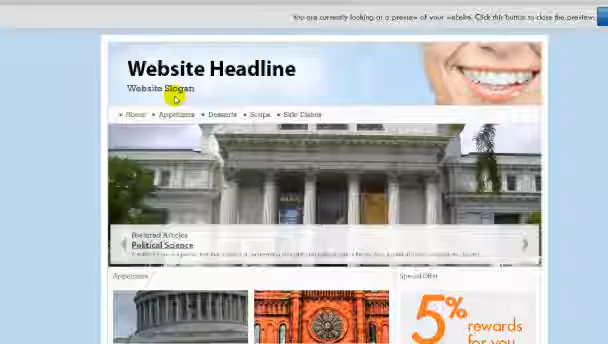 You are currently looking at a preview of your website. Click this button to close the preview.
Website Headline
Website Slogan
Home Appetizers Desserts Soups Side Dishes
Featured Articles
Political Science
Appetizers
Special Offer
5%
rewards
for you